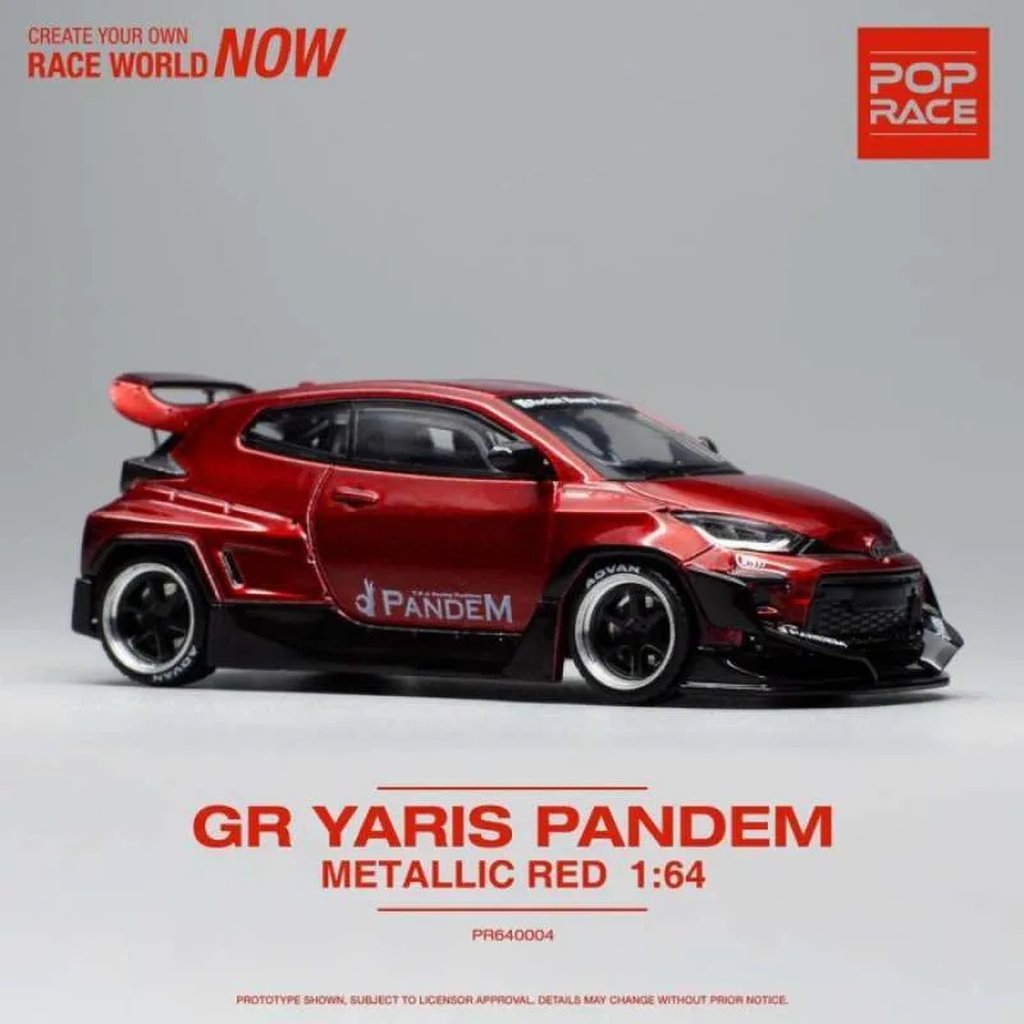 CREATE YOUR OWN
RACE WORLD NOW
POP
RACE
ADVAN
PANDEM
ADVAN
GR YARIS PANDEM
METALLIC RED 1:64
PR640004
PROTOTYPE SHOWN, SUBJECT TO LICENSOR APPROVAL. DETAILS MAY CHANGE WITHOUT PRIOR NOTICE.